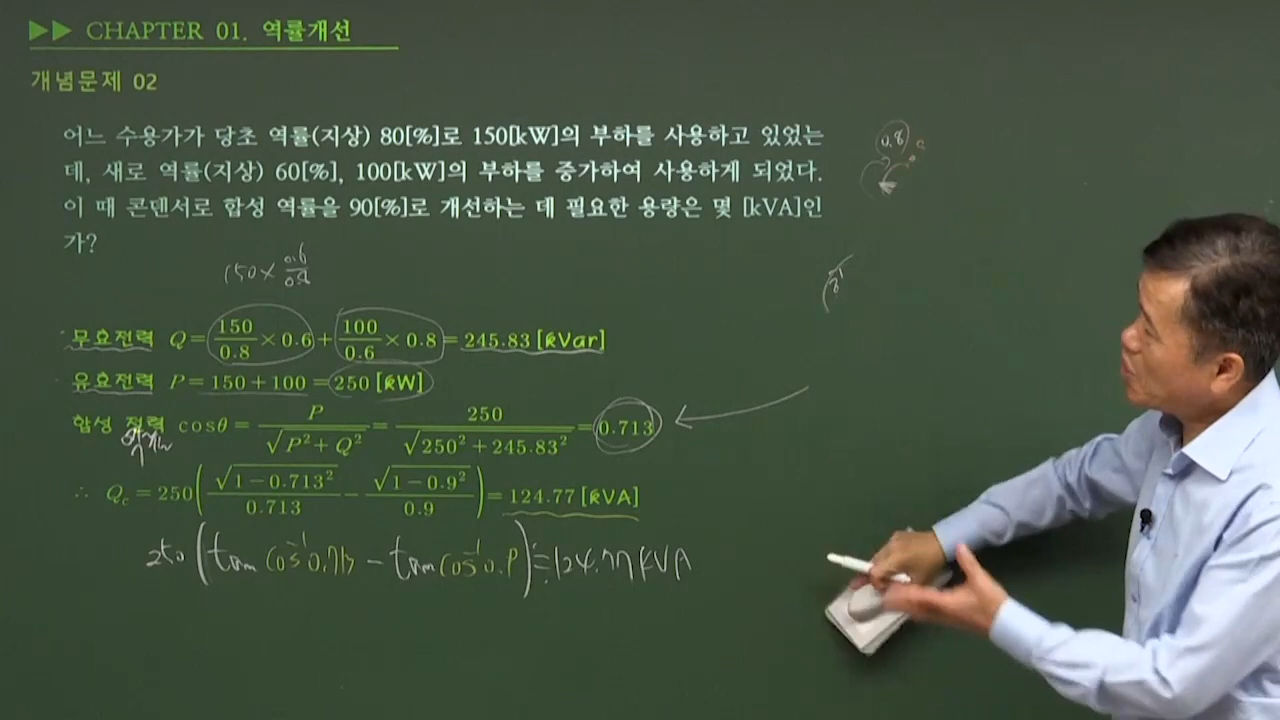 ▶▶ CHAPTER 01. 역률개선
개념문제 02
어느 수용가가 당초 역률(지상) 80[%]로 150[kW]의 부하를 사용하고 있었는
데, 새로 역률(지상) 60[%], 100[kW]의 부하를 증가하여 사용하게 되었다.
이 때 콘덴서로 합성 역률을 90[%]로 개선하는 데 필요한 용량은 몇 [kVA]인
가?
0.8
150 × 0.6/0.8
무효전력 Q = 150/0.8 × 0.6 + 100/0.6 × 0.8 = 245.83 [kVar]
유효전력 P = 150 + 100 = 250 [kW]
합성 전력 cosθ = P/√(P² + Q²) = 250/√(250² + 245.83²) = 0.713
∴ Qc = 250(√(1 − 0.713²)/0.713 − √(1 − 0.9²)/0.9) = 124.77 [kVA]
250(tan cos⁻¹ 0.713 − tan cos⁻¹ 0.9) = 124.77 KVA